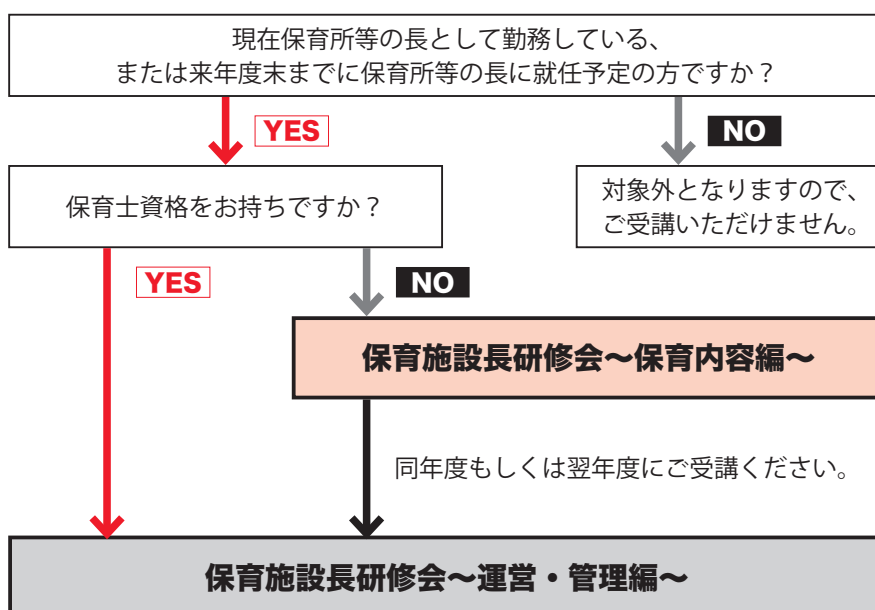 現在保育所等の長として勤務している、
または来年度末までに保育所等の長に就任予定の方ですか？
YES
NO
保育士資格をお持ちですか？
対象外となりますので、
ご受講いただけません。
YES
NO
保育施設長研修会～保育内容編～
同年度もしくは翌年度にご受講ください。
保育施設長研修会～運営・管理編～